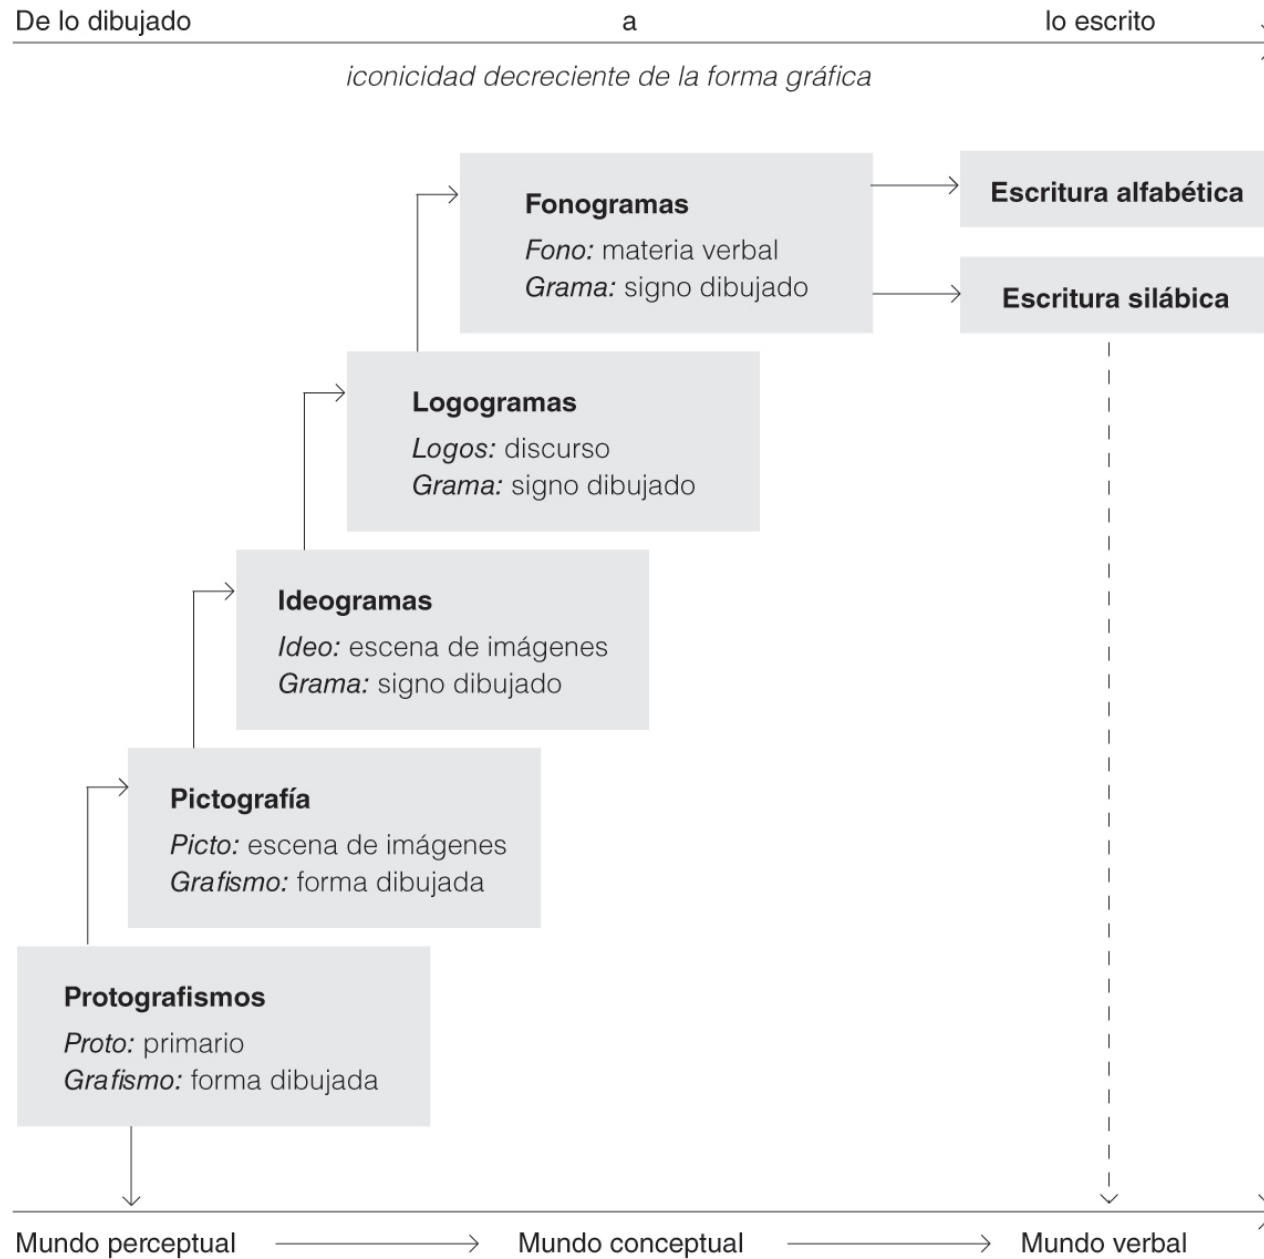 De lo dibujado a lo escrito
iconicidad decreciente de la forma gráfica
Fonogramas
Fono: materia verbal
Grama: signo dibujado
Escritura alfabética
Escritura silábica
Logogramas
Logos: discurso
Grama: signo dibujado
Ideogramas
Ideo: escena de imágenes
Grama: signo dibujado
Pictografía
Picto: escena de imágenes
Grafismo: forma dibujada
Protografismos
Proto: primario
Grafismo: forma dibujada
Mundo perceptual Mundo conceptual Mundo verbal